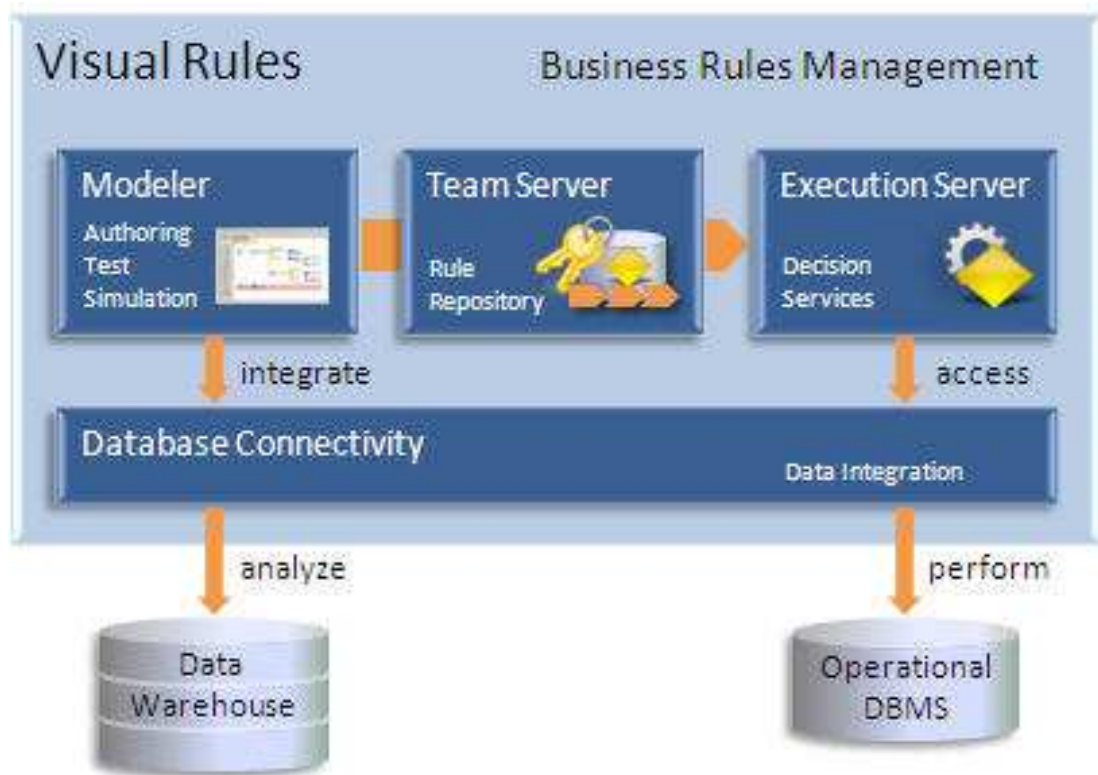 Visual Rules
Business Rules Management
Modeler
Authoring
Test
Simulation
Team Server
Rule
Repository
Execution Server
Decision
Services
integrate
access
Database Connectivity
Data Integration
analyze
perform
Data
Warehouse
Operational
DBMS